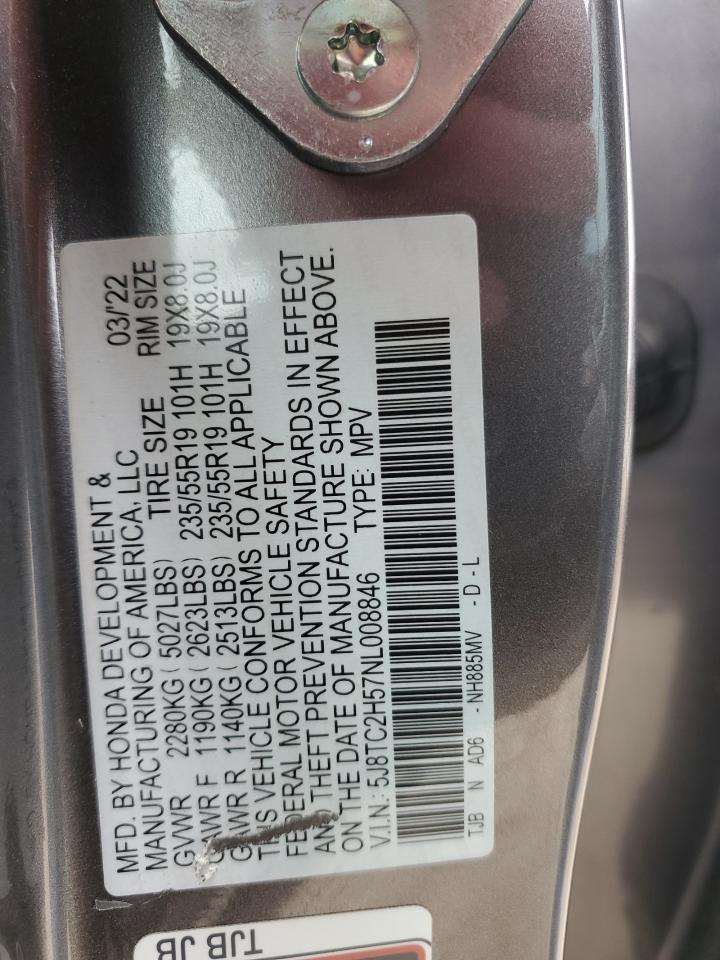 MFD. BY HONDA DEVELOPMENT &
MANUFACTURING OF AMERICA, LLC 03/'22
GVWR 2280KG ( 5027LBS) TIRE SIZE RIM SIZE
GAWR F 1190KG ( 2623LBS) 235/55R19 101H 19X8.0J
GAWR R 1140KG ( 2513LBS) 235/55R19 101H 19X8.0J
THIS VEHICLE CONFORMS TO ALL APPLICABLE
FEDERAL MOTOR VEHICLE SAFETY
AND THEFT PREVENTION STANDARDS IN EFFECT
ON THE DATE OF MANUFACTURE SHOWN ABOVE.
V.I.N.: 5J8TC2H57NL008846 TYPE: MPV
TJB N AD6 - NH885MV - D - L
TJB JB